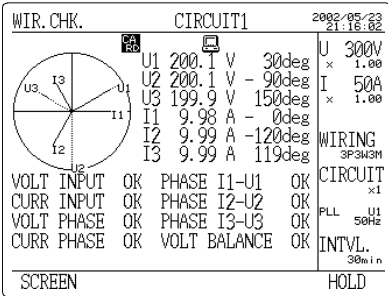 WIR.CHK.
CIRCUIT1
2002/05/23
21:16:02
CA
RD
U1 200.1 V 30deg
U2 200.1 V - 90deg
U3 199.9 V 150deg
I1 9.98 A - 0deg
I2 9.99 A -120deg
I3 9.99 A 119deg
U3
I3
U1
I1
I2
U2
VOLT INPUT OK PHASE I1-U1 OK
CURR INPUT OK PHASE I2-U2 OK
VOLT PHASE OK PHASE I3-U3 OK
CURR PHASE OK VOLT BALANCE OK
U 300V
× 1.00
I 50A
× 1.00
WIRING
3P3W3M
CIRCUIT
×1
PLL U1
50Hz
INTVL.
30min
SCREEN
HOLD